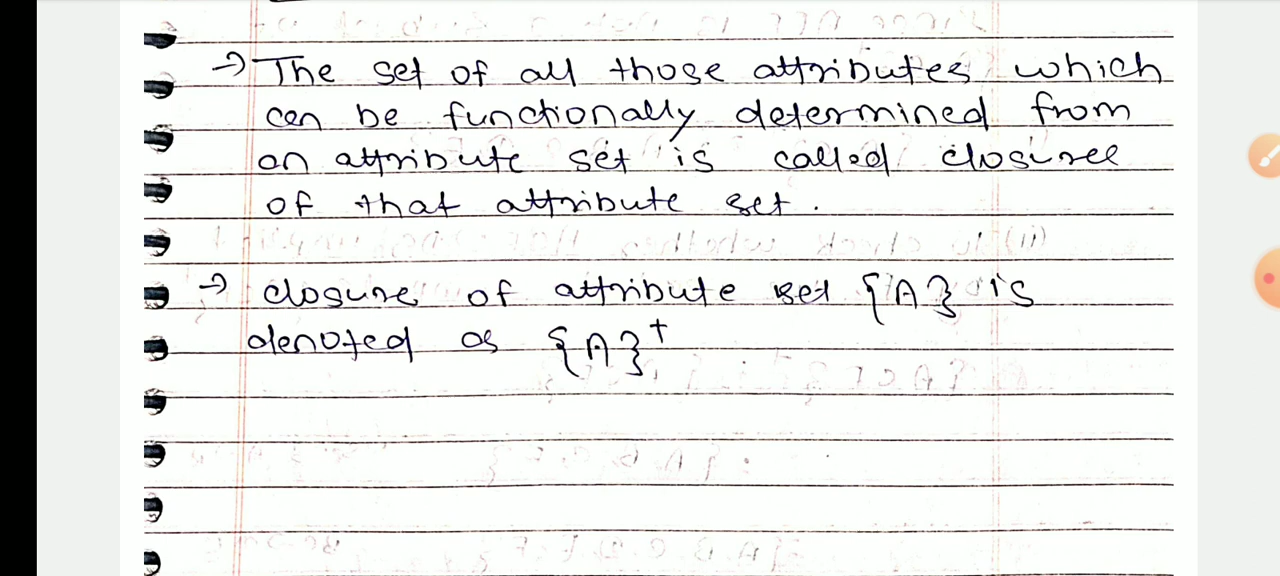 → The set of all those attributes which
can be functionally determined from
an attribute set is called closuree
of that attribute set.
→ closure of attribute set {A} is
denoted as {A}+